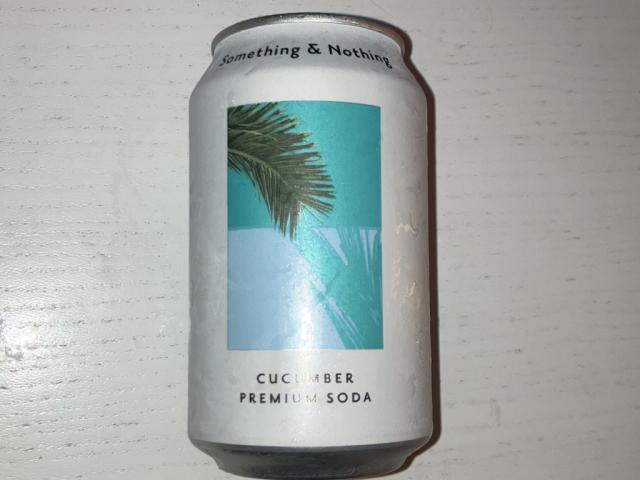 Something & Nothing
CUCUMBER
PREMIUM SODA